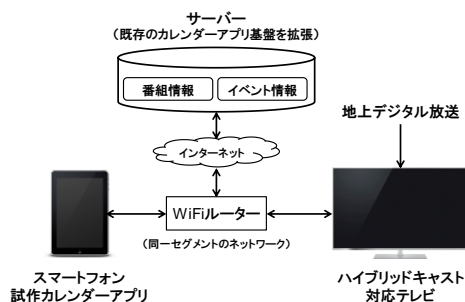 サーバー
（既存のカレンダーアプリ基盤を拡張）
番組情報
イベント情報
地上デジタル放送
インターネット
WiFiルーター
（同一セグメントのネットワーク）
スマートフォン
試作カレンダーアプリ
ハイブリッドキャスト
対応テレビ